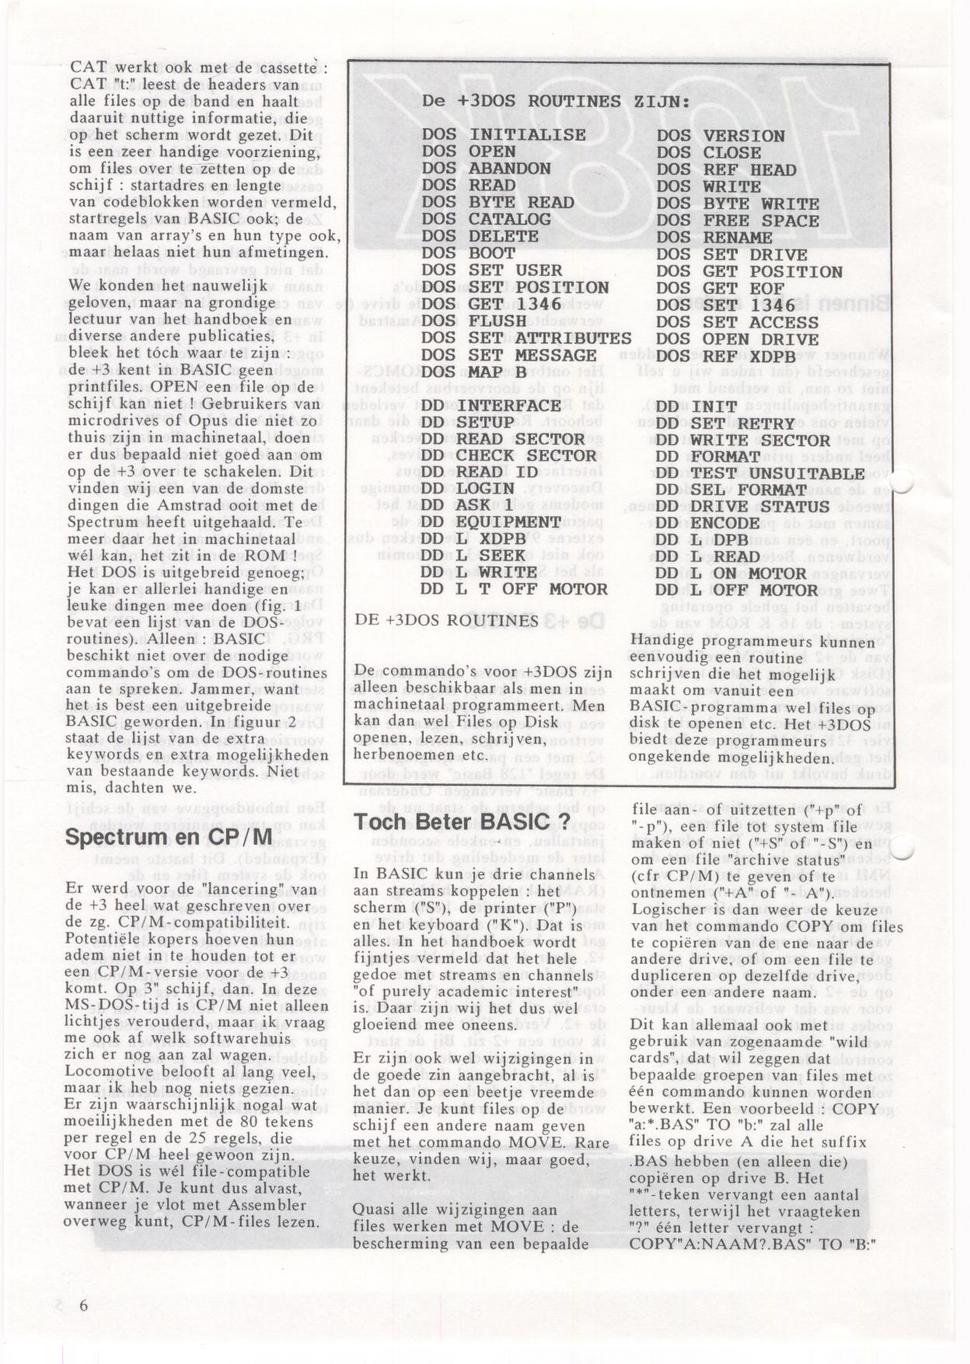 CAT werkt ook met de cassette :
CAT "t:" leest de headers van
alle files op de band en haalt
daaruit nuttige informatie, die
op het scherm wordt gezet. Dit
is een zeer handige voorziening,
om files over te zetten op de
schijf : startadres en lengte
van codeblokken worden vermeld,
startregels van BASIC ook; de
naam van array's en hun type ook,
maar helaas niet hun afmetingen.
We konden het nauwelijk
geloven, maar na grondige
lectuur van het handboek en
diverse andere publicaties,
bleek het tóch waar te zijn :
de +3 kent in BASIC geen
printfiles. OPEN een file op de
schijf kan niet ! Gebruikers van
microdrives of Opus die niet zo
thuis zijn in machinetaal, doen
er dus bepaald niet goed aan om
op de +3 over te schakelen. Dit
vinden wij een van de domste
dingen die Amstrad ooit met de
Spectrum heeft uitgehaald. Te
meer daar het in machinetaal
wél kan, het zit in de ROM !
Het DOS is uitgebreid genoeg;
je kan er allerlei handige en
leuke dingen mee doen (fig. 1
bevat een lijst van de DOS-
routines). Alleen : BASIC
beschikt niet over de nodige
commando's om de DOS-routines
aan te spreken. Jammer, want
het is best een uitgebreide
BASIC geworden. In figuur 2
staat de lijst van de extra
keywords en extra mogelijkheden
van bestaande keywords. Niet
mis, dachten we.
Spectrum en CP/M
Er werd voor de "lancering" van
de +3 heel wat geschreven over
de zg. CP/M-compatibiliteit.
Potentiële kopers hoeven hun
adem niet in te houden tot er
een CP/M-versie voor de +3
komt. Op 3" schijf, dan. In deze
MS-DOS-tijd is CP/M niet alleen
lichtjes verouderd, maar ik vraag
me ook af welk softwarehuis
zich er nog aan zal wagen.
Locomotive belooft al lang veel,
maar ik heb nog niets gezien.
Er zijn waarschijnlijk nogal wat
moeilijkheden met de 80 tekens
per regel en de 25 regels, die
voor CP/M heel gewoon zijn.
Het DOS is wél file-compatible
met CP/M. Je kunt dus alvast,
wanneer je vlot met Assembler
overweg kunt, CP/M-files lezen.
De +3DOS ROUTINES ZIJN:
DOS INITIALISE DOS VERSION
DOS OPEN DOS CLOSE
DOS ABANDON DOS REF HEAD
DOS READ DOS WRITE
DOS BYTE READ DOS BYTE WRITE
DOS CATALOG DOS FREE SPACE
DOS DELETE DOS RENAME
DOS BOOT DOS SET DRIVE
DOS SET USER DOS GET POSITION
DOS SET POSITION DOS GET EOF
DOS GET 1346 DOS SET 1346
DOS FLUSH DOS SET ACCESS
DOS SET ATTRIBUTES DOS OPEN DRIVE
DOS SET MESSAGE DOS REF XDPB
DOS MAP B
DD INTERFACE DD INIT
DD SETUP DD SET RETRY
DD READ SECTOR DD WRITE SECTOR
DD CHECK SECTOR DD FORMAT
DD READ ID DD TEST UNSUITABLE
DD LOGIN DD SEL FORMAT
DD ASK 1 DD DRIVE STATUS
DD EQUIPMENT DD ENCODE
DD L XDPB DD L DPB
DD L SEEK DD L READ
DD L WRITE DD L ON MOTOR
DD L T OFF MOTOR DD L OFF MOTOR
DE +3DOS ROUTINES
De commando's voor +3DOS zijn
alleen beschikbaar als men in
machinetaal programmeert. Men
kan dan wel Files op Disk
openen, lezen, schrijven,
herbenoemen etc.
Handige programmeurs kunnen
eenvoudig een routine
schrijven die het mogelijk
maakt om vanuit een
BASIC-programma wel files op
disk te openen etc. Het +3DOS
biedt deze programmeurs
ongekende mogelijkheden.
Toch Beter BASIC ?
In BASIC kun je drie channels
aan streams koppelen : het
scherm ("S"), de printer ("P")
en het keyboard ("K"). Dat is
alles. In het handboek wordt
fijntjes vermeld dat het hele
gedoe met streams en channels
"of purely academic interest"
is. Daar zijn wij het dus wel
gloeiend mee oneens.
Er zijn ook wel wijzigingen in
de goede zin aangebracht, al is
het dan op een beetje vreemde
manier. Je kunt files op de
schijf een andere naam geven
met het commando MOVE. Rare
keuze, vinden wij, maar goed,
het werkt.
Quasi alle wijzigingen aan
files werken met MOVE : de
bescherming van een bepaalde
file aan- of uitzetten ("+p" of
"-p"), een file tot system file
maken of niet ("+S" of "-S") en
om een file "archive status"
(cfr CP/M) te geven of te
ontnemen ("+A" of "- A").
Logischer is dan weer de keuze
van het commando COPY om files
te copiëren van de ene naar de
andere drive, of om een file te
dupliceren op dezelfde drive,
onder een andere naam.
Dit kan allemaal ook met
gebruik van zogenaamde "wild
cards", dat wil zeggen dat
bepaalde groepen van files met
één commando kunnen worden
bewerkt. Een voorbeeld : COPY
"a:*.BAS" TO "b:" zal alle
files op drive A die het suffix
.BAS hebben (en alleen die)
copiëren op drive B. Het
"*"-teken vervangt een aantal
letters, terwijl het vraagteken
"?" één letter vervangt :
COPY"A:NAAM?.BAS" TO "B:"
6